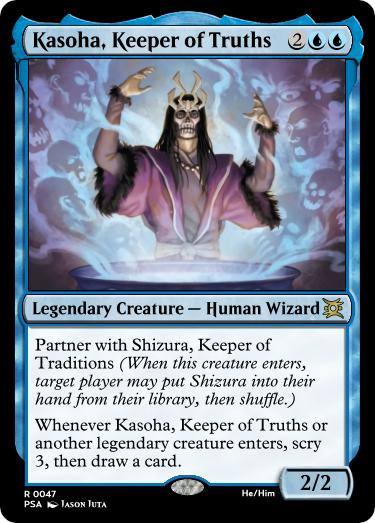 Kasoha, Keeper of Truths 2
Legendary Creature — Human Wizard
Partner with Shizura, Keeper of
Traditions (When this creature enters,
target player may put Shizura into their
hand from their library, then shuffle.)
Whenever Kasoha, Keeper of Truths or
another legendary creature enters, scry
3, then draw a card.
2/2
R 0047
He/Him
PSA Jason Juta